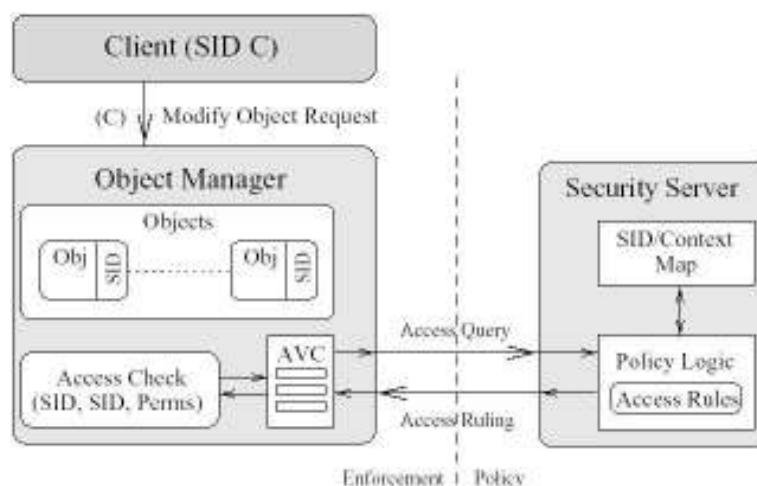 Client (SID C)
(C) Modify Object Request
Object Manager
Objects
Obj SID
Obj SID
Access Check
(SID, SID, Perms)
AVC
Access Query
Access Ruling
Security Server
SID/Context
Map
Policy Logic
Access Rules
Enforcement
Policy